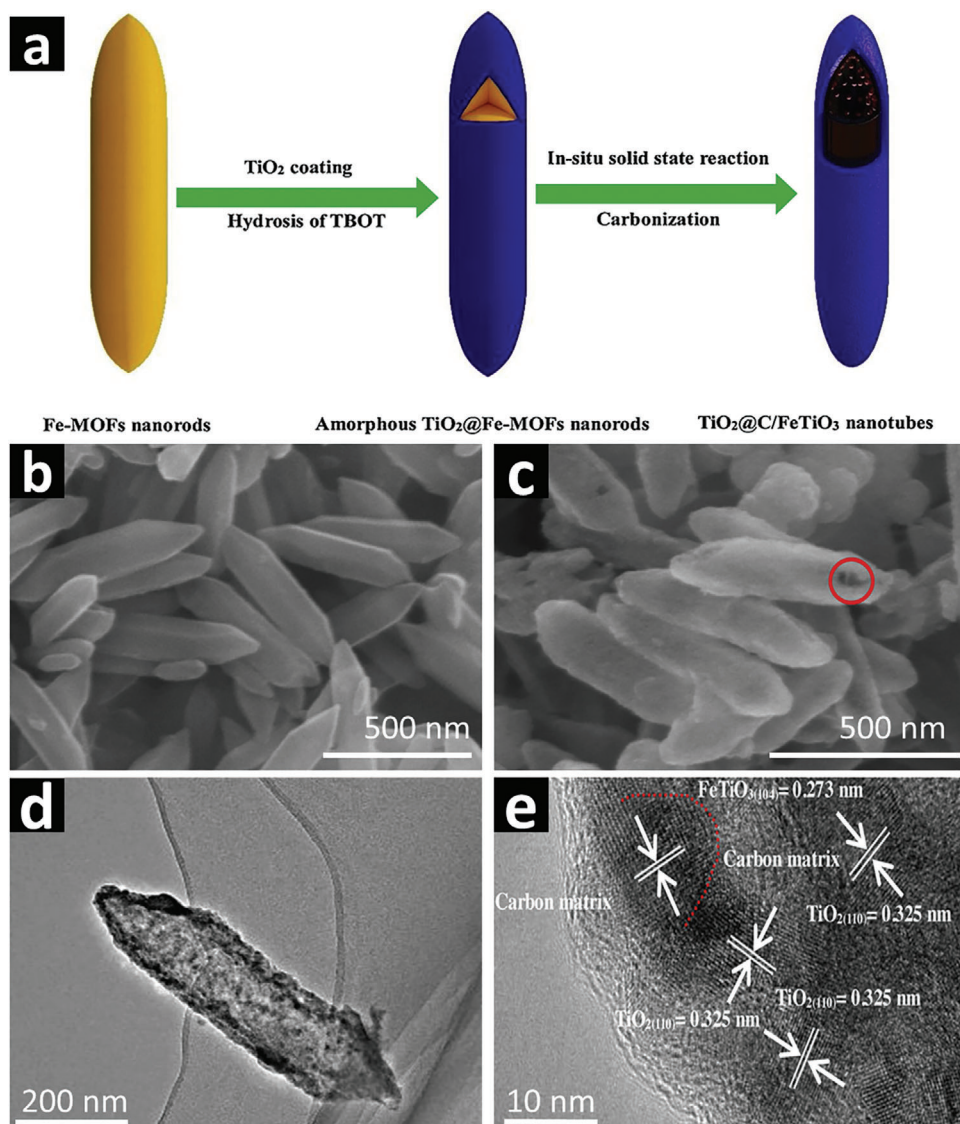 a
TiO₂ coating
Hydrosis of TBOT
In-situ solid state reaction
Carbonization
Fe-MOFs nanorods
Amorphous TiO₂@Fe-MOFs nanorods
TiO₂@C/FeTiO₃ nanotubes
b
500 nm
c
500 nm
d
200 nm
e
FeTiO₃₍₁₀₄₎= 0.273 nm
Carbon matrix
Carbon matrix
TiO₂₍₁₁₀₎= 0.325 nm
TiO₂₍₁₁₀₎= 0.325 nm
TiO₂₍₁₁₀₎= 0.325 nm
10 nm